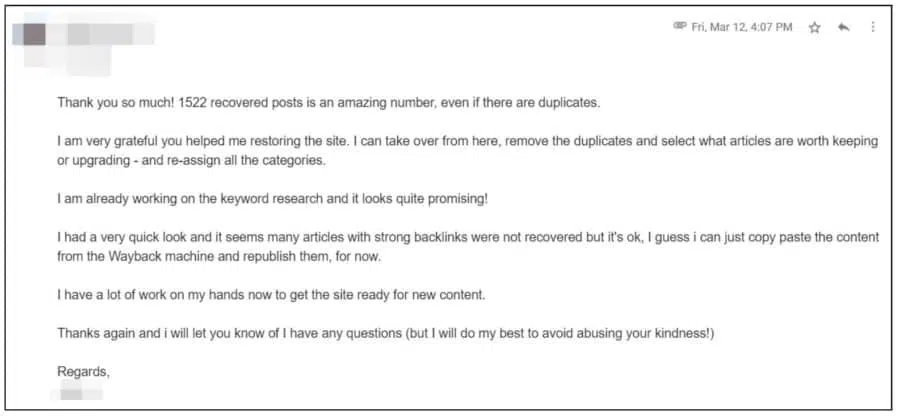 Fri, Mar 12, 4:07 PM
Thank you so much! 1522 recovered posts is an amazing number, even if there are duplicates.
I am very grateful you helped me restoring the site. I can take over from here, remove the duplicates and select what articles are worth keeping
or upgrading - and re-assign all the categories.
I am already working on the keyword research and it looks quite promising!
I had a very quick look and it seems many articles with strong backlinks were not recovered but it's ok, I guess i can just copy paste the content
from the Wayback machine and republish them, for now.
I have a lot of work on my hands now to get the site ready for new content.
Thanks again and i will let you know of I have any questions (but I will do my best to avoid abusing your kindness!)
Regards,